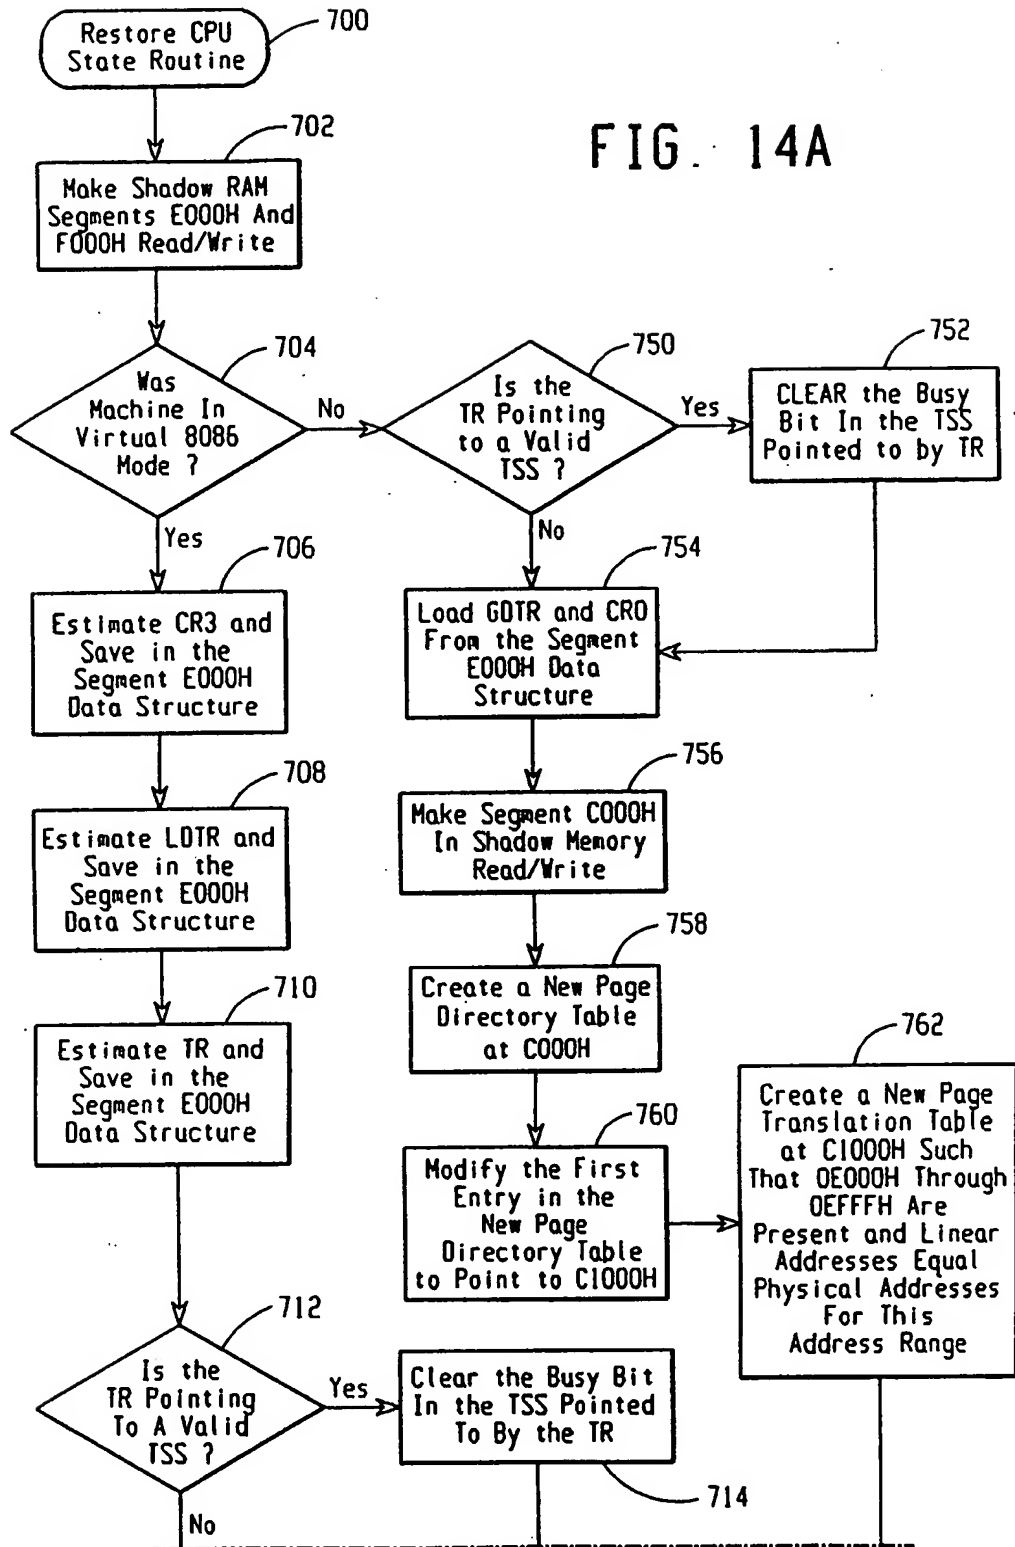 Restore CPU
State Routine
700
FIG. 14A
702
Make Shadow RAM
Segments E000H And
F000H Read/Write
704
Was
Machine In
Virtual 8086
Mode ?
No
Yes
750
Is the
TR Pointing
to a Valid
TSS ?
Yes
No
752
CLEAR the Busy
Bit In the TSS
Pointed to by TR
706
Estimate CR3 and
Save in the
Segment E000H
Data Structure
754
Load GDTR and CR0
From the Segment
E000H Data
Structure
708
Estimate LDTR and
Save in the
Segment E000H
Data Structure
756
Make Segment C000H
In Shadow Memory
Read/Write
710
Estimate TR and
Save in the
Segment E000H
Data Structure
758
Create a New Page
Directory Table
at C000H
760
Modify the First
Entry in the
New Page
Directory Table
to Point to C1000H
762
Create a New Page
Translation Table
at C1000H Such
That 0E000H Through
0EFFFH Are
Present and Linear
Addresses Equal
Physical Addresses
For This
Address Range
712
Is the
TR Pointing
To A Valid
TSS ?
Yes
No
Clear the Busy Bit
In the TSS Pointed
To By the TR
714